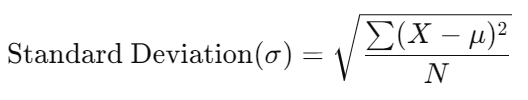 Standard Deviation(σ) = √(∑(X − μ)² / N)